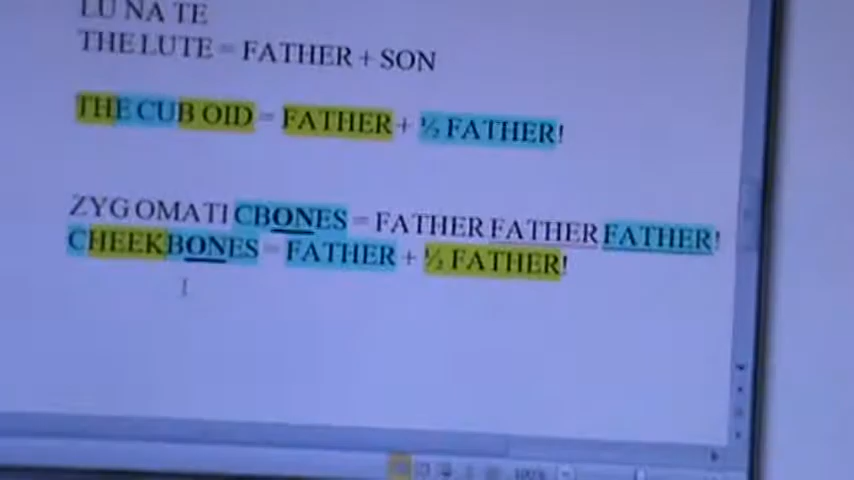 LU NA TE
THE LUTE = FATHER + SON
THE CUB OID = FATHER + ½ FATHER!
ZYG OMATI CBONES = FATHER FATHER FATHER!
CHEEKBONES = FATHER + ½ FATHER!
100%